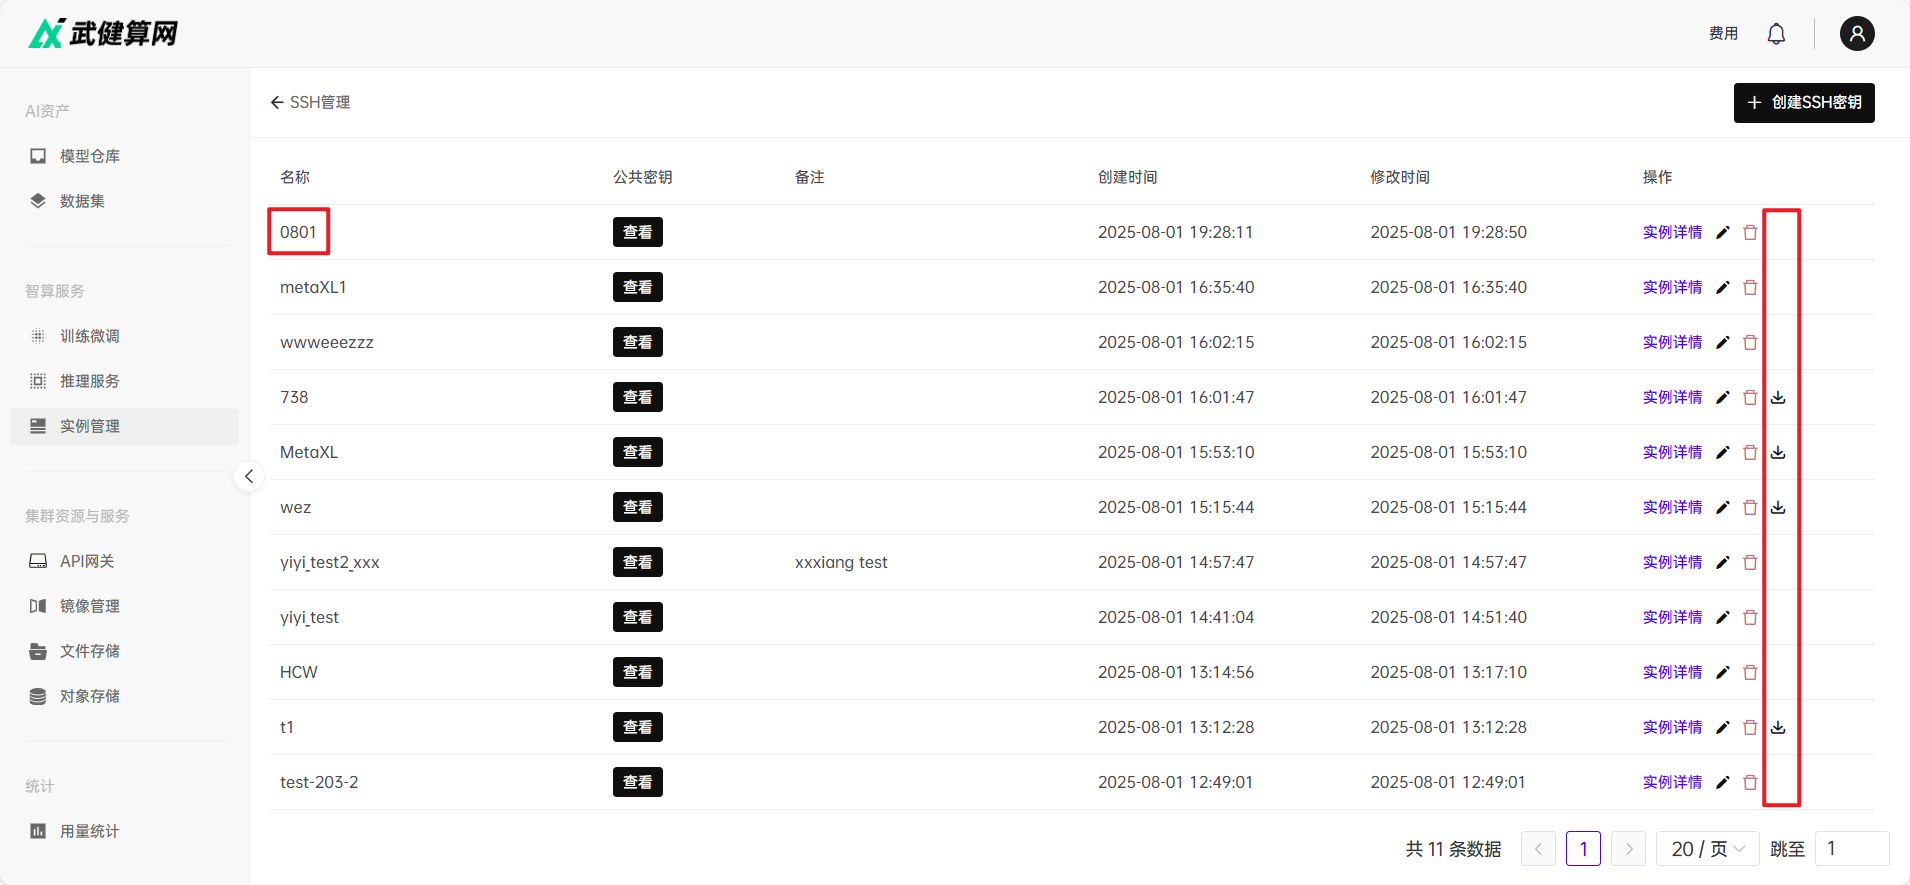 武健算网
费用
AI资产
模型仓库
数据集
智算服务
训练微调
推理服务
实例管理
集群资源与服务
API网关
镜像管理
文件存储
对象存储
统计
用量统计
SSH管理
创建SSH密钥
名称 公共密钥 备注 创建时间 修改时间 操作
0801 查看 2025-08-01 19:28:11 2025-08-01 19:28:50 实例详情
metaXL1 查看 2025-08-01 16:35:40 2025-08-01 16:35:40 实例详情
wwweeezzz 查看 2025-08-01 16:02:15 2025-08-01 16:02:15 实例详情
738 查看 2025-08-01 16:01:47 2025-08-01 16:01:47 实例详情
MetaXL 查看 2025-08-01 15:53:10 2025-08-01 15:53:10 实例详情
wez 查看 2025-08-01 15:15:44 2025-08-01 15:15:44 实例详情
yiyi_test2_xxx 查看 xxxiang test 2025-08-01 14:57:47 2025-08-01 14:57:47 实例详情
yiyi_test 查看 2025-08-01 14:41:04 2025-08-01 14:51:40 实例详情
HCW 查看 2025-08-01 13:14:56 2025-08-01 13:17:10 实例详情
t1 查看 2025-08-01 13:12:28 2025-08-01 13:12:28 实例详情
test-203-2 查看 2025-08-01 12:49:01 2025-08-01 12:49:01 实例详情
共 11 条数据 1 20 / 页 跳至 1